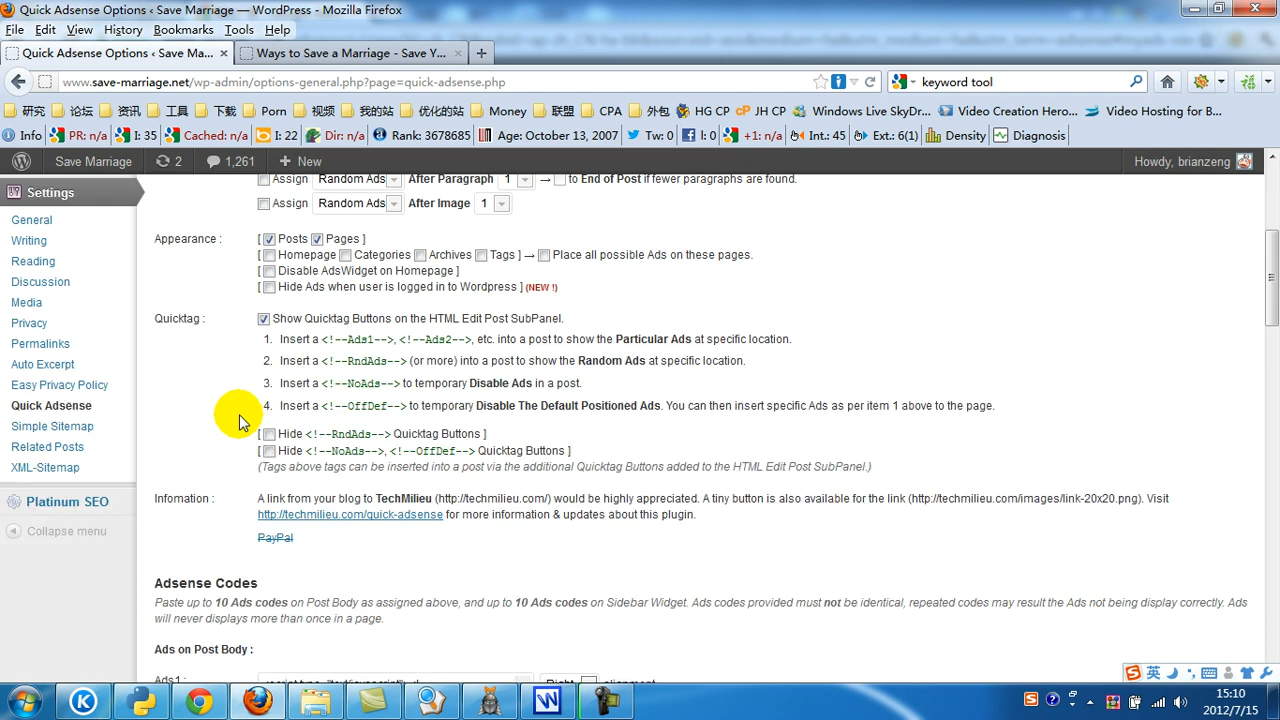 Quick Adsense Options ‹ Save Marriage — WordPress - Mozilla Firefox
File Edit View History Bookmarks Tools Help
Quick Adsense Options ‹ Save Ma... × Ways to Save a Marriage - Save Y... × +
www.save-marriage.net/wp-admin/options-general.php?page=quick-adsense.php keyword tool
研究 论坛 资讯 工具 下载 Porn 视频 我的站 优化的站 Money 联盟 CPA 外包 HG CP JH CP Windows Live SkyDr... Video Creation Hero... Video Hosting for B...
Info PR: n/a I: 35 Cached: n/a I: 22 Dir: n/a Rank: 3678685 Age: October 13, 2007 Tw: 0 l: 0 +1: n/a Int.: 45 Ext.: 6(1) Density Diagnosis
Save Marriage 2 1,261 + New Howdy, brianzeng
Settings
General
Writing
Reading
Discussion
Media
Privacy
Permalinks
Auto Excerpt
Easy Privacy Policy
Quick Adsense
Simple Sitemap
Related Posts
XML-Sitemap
Platinum SEO
Collapse menu
Assign Random Ads After Paragraph 1 → to End of Post if fewer paragraphs are found.
Assign Random Ads After Image 1
Appearance : [ Posts Pages ]
[ Homepage Categories Archives Tags ] → Place all possible Ads on these pages.
[ Disable AdsWidget on Homepage ]
[ Hide Ads when user is logged in to Wordpress ] (NEW !)
Quicktag : Show Quicktag Buttons on the HTML Edit Post SubPanel.
1. Insert a <!--Ads1-->, <!--Ads2-->, etc. into a post to show the Particular Ads at specific location.
2. Insert a <!--RndAds--> (or more) into a post to show the Random Ads at specific location.
3. Insert a <!--NoAds--> to temporary Disable Ads in a post.
4. Insert a <!--OffDef--> to temporary Disable The Default Positioned Ads. You can then insert specific Ads as per item 1 above to the page.
[ Hide <!--RndAds--> Quicktag Buttons ]
[ Hide <!--NoAds-->, <!--OffDef--> Quicktag Buttons ]
(Tags above tags can be inserted into a post via the additional Quicktag Buttons added to the HTML Edit Post SubPanel.)
Infomation : A link from your blog to TechMilieu (http://techmilieu.com/) would be highly appreciated. A tiny button is also available for the link (http://techmilieu.com/images/link-20x20.png). Visit
http://techmilieu.com/quick-adsense for more information & updates about this plugin.
PayPal
Adsense Codes
Paste up to 10 Ads codes on Post Body as assigned above, and up to 10 Ads codes on Sidebar Widget. Ads codes provided must not be identical, repeated codes may result the Ads not being display correctly. Ads
will never displays more than once in a page.
Ads on Post Body :
Ads1 : Right alignment
英
15:10
2012/7/15